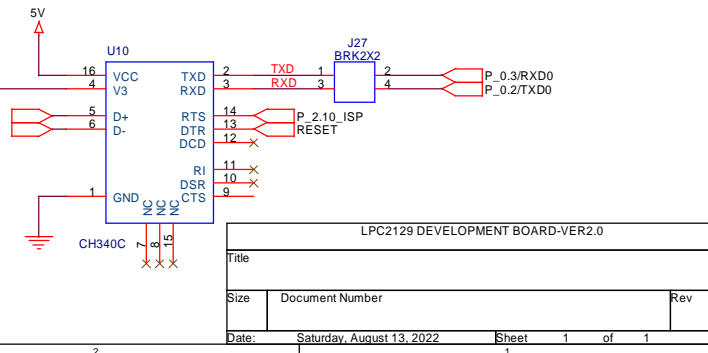 5V
U10
J27
BRK2X2
16 VCC TXD 2 TXD 1 2 P_0.3/RXD0
4 V3 RXD 3 RXD 3 4 P_0.2/TXD0
5 D+ RTS 14 P_2.10_ISP
6 D- DTR 13 RESET
DCD 12
RI 11
DSR 10
1 GND CTS 9
NC NC NC
CH340C 7 8 15
LPC2129 DEVELOPMENT BOARD-VER2.0
Title
Size Document Number Rev
Date: Saturday, August 13, 2022 Sheet 1 of 1
2 1